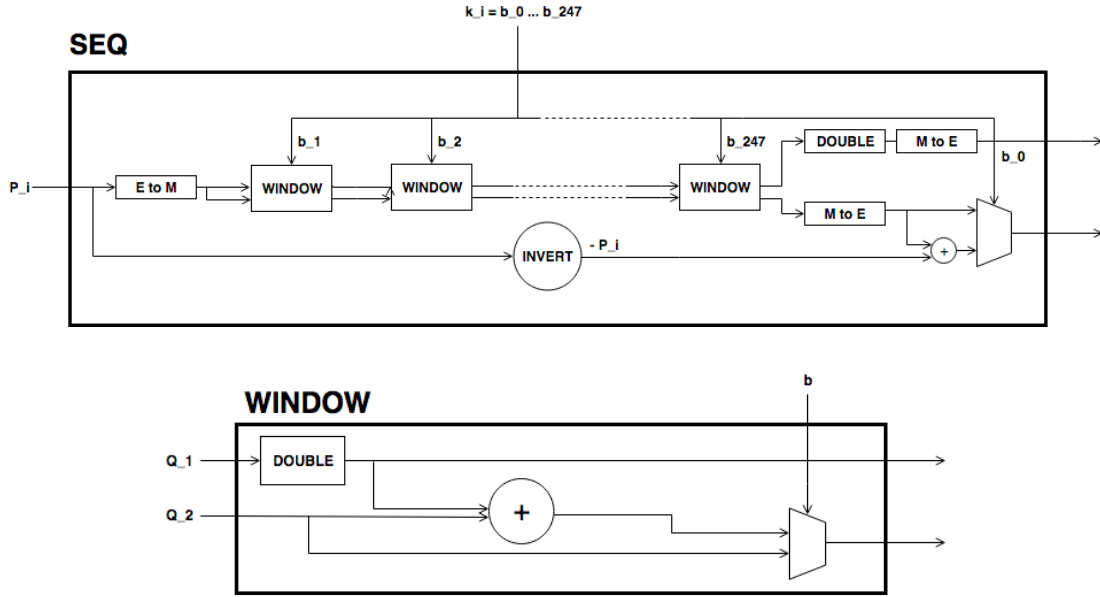 k_i = b_0 ... b_247
SEQ
b_1
b_2
b_247
DOUBLE
M to E
b_0
P_i
E to M
WINDOW
WINDOW
WINDOW
M to E
- P_i
INVERT
+
b
WINDOW
Q_1
DOUBLE
Q_2
+